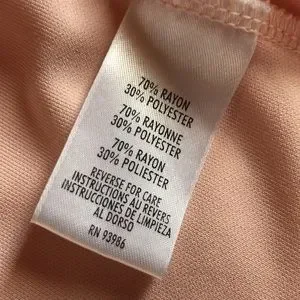 70% RAYON
30% POLYESTER
70% RAYONNE
30% POLYESTER
70% RAYON
30% POLIESTER
REVERSE FOR CARE
INSTRUCTIONS AU REVERS
INSTRUCCIONES DE LIMPIEZA
AL DORSO
RN 93986